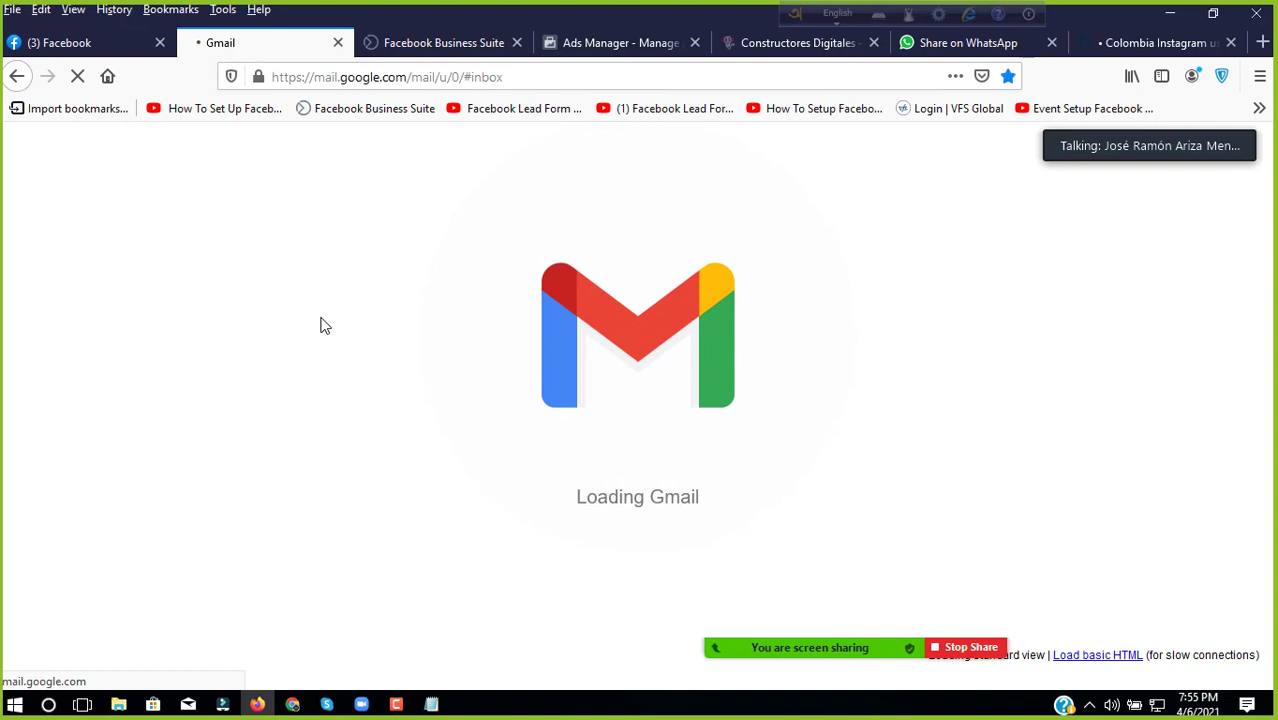 File Edit View History Bookmarks Tools Help
English
(3) Facebook
Gmail
Facebook Business Suite
Ads Manager - Manage
Constructores Digitales -
Share on WhatsApp
• Colombia Instagram us
https://mail.google.com/mail/u/0/#inbox
Import bookmarks...
How To Set Up Faceb...
Facebook Business Suite
Facebook Lead Form ...
(1) Facebook Lead For...
How To Setup Facebo...
Login | VFS Global
Event Setup Facebook ...
Talking: José Ramón Ariza Men...
Loading Gmail
You are screen sharing
Stop Share
Loading standard view | Load basic HTML (for slow connections)
mail.google.com
7:55 PM
4/6/2021